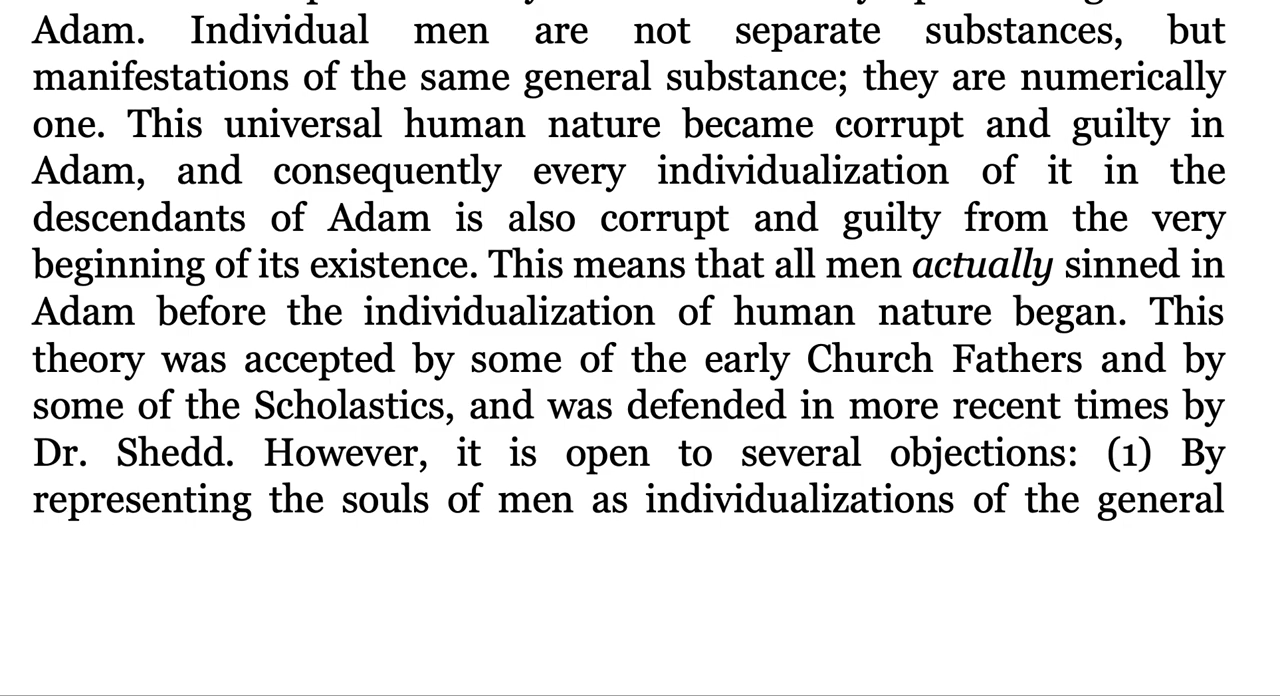 Adam. Individual men are not separate substances, but
manifestations of the same general substance; they are numerically
one. This universal human nature became corrupt and guilty in
Adam, and consequently every individualization of it in the
descendants of Adam is also corrupt and guilty from the very
beginning of its existence. This means that all men actually sinned in
Adam before the individualization of human nature began. This
theory was accepted by some of the early Church Fathers and by
some of the Scholastics, and was defended in more recent times by
Dr. Shedd. However, it is open to several objections: (1) By
representing the souls of men as individualizations of the general